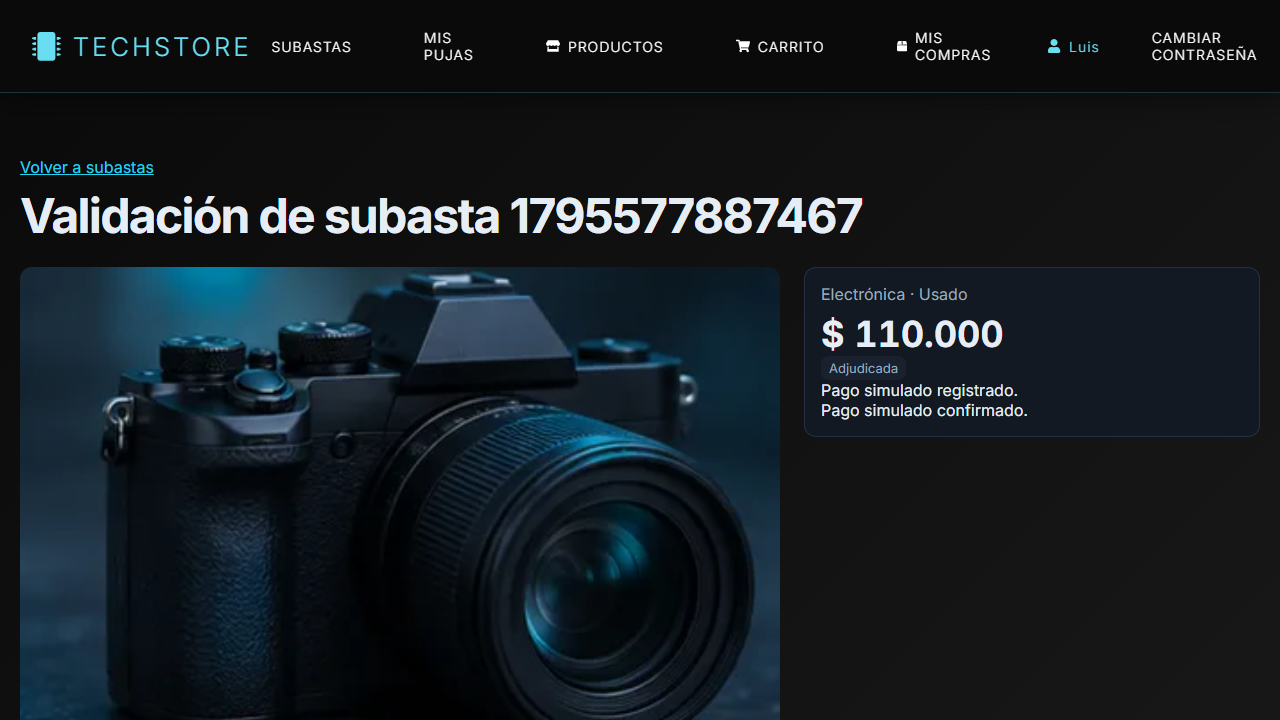 TECHSTORE
SUBASTAS
MIS
PUJAS
PRODUCTOS
CARRITO
MIS
COMPRAS
Luis
CAMBIAR
CONTRASEÑA
Volver a subastas
Validación de subasta 1795577887467
Electrónica · Usado
$ 110.000
Adjudicada
Pago simulado registrado.
Pago simulado confirmado.